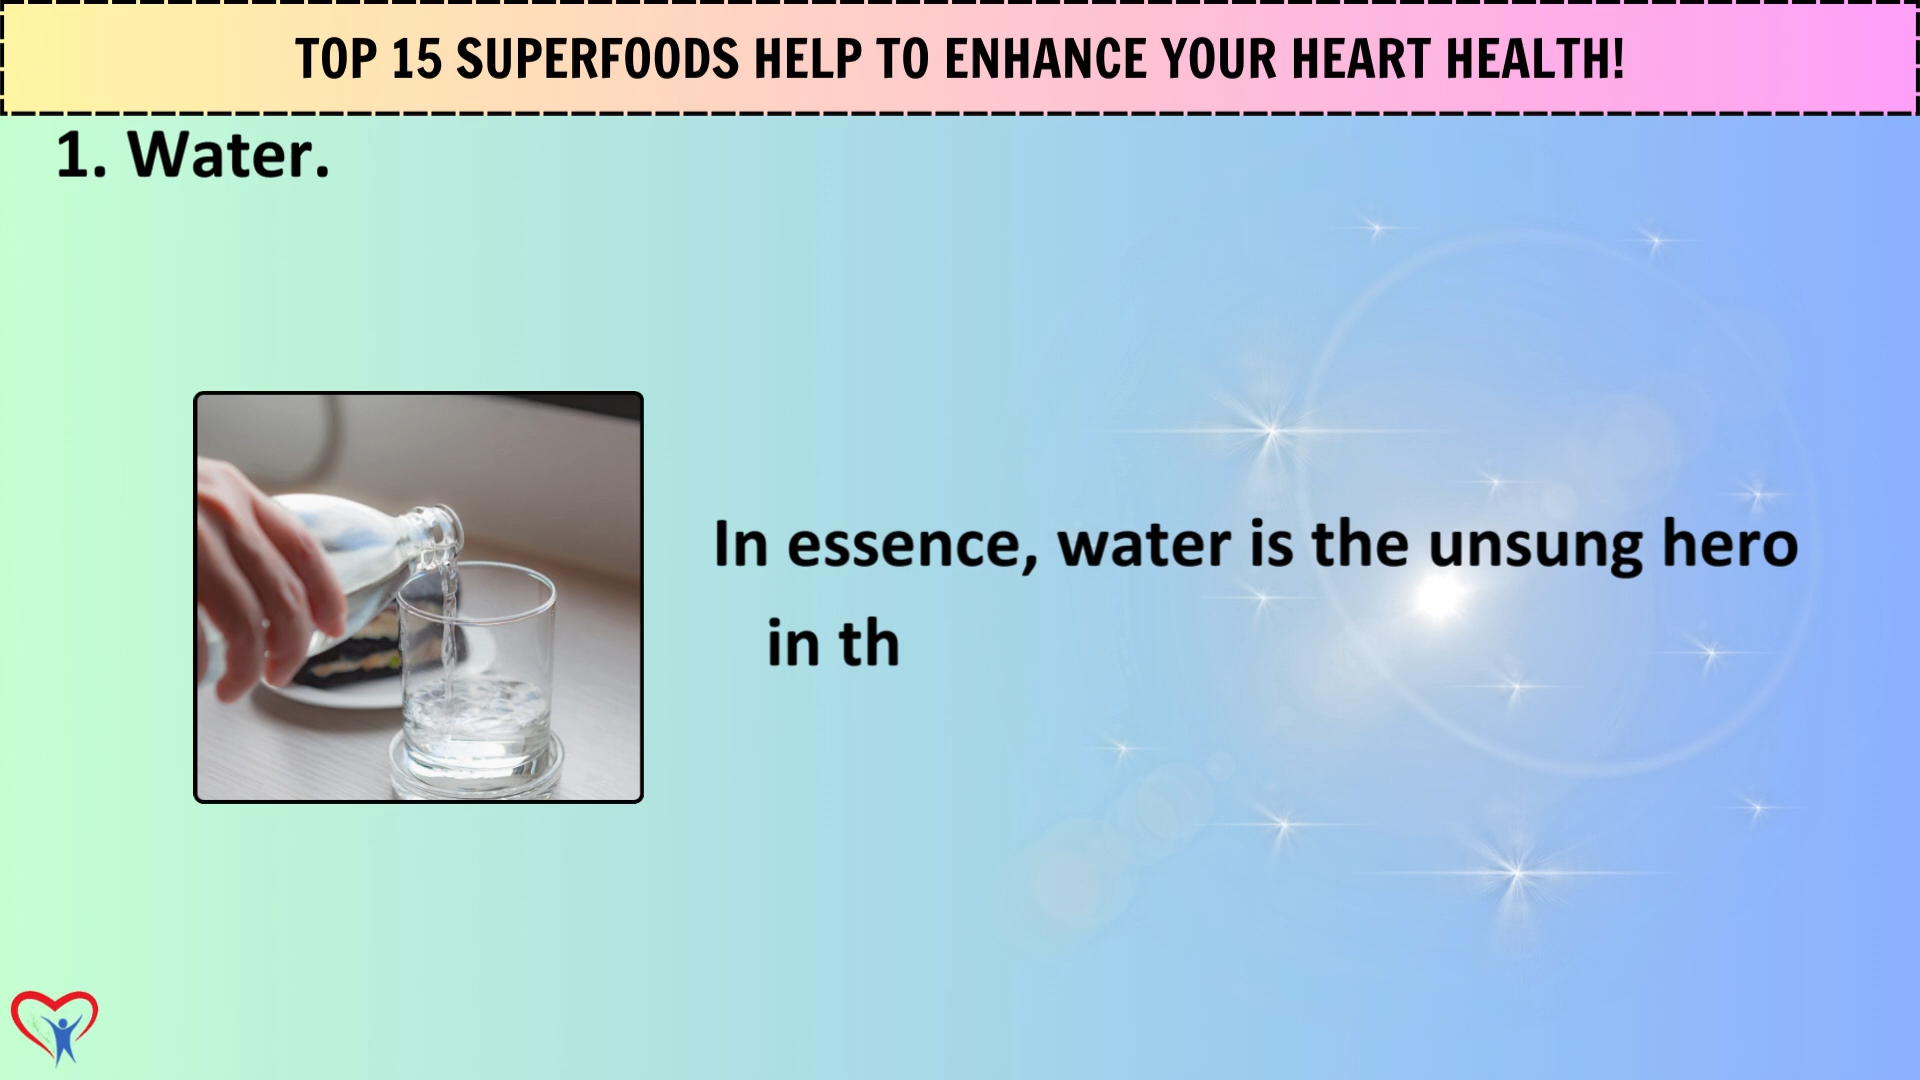 TOP 15 SUPERFOODS HELP TO ENHANCE YOUR HEART HEALTH!
1. Water.
In essence, water is the unsung hero
in th